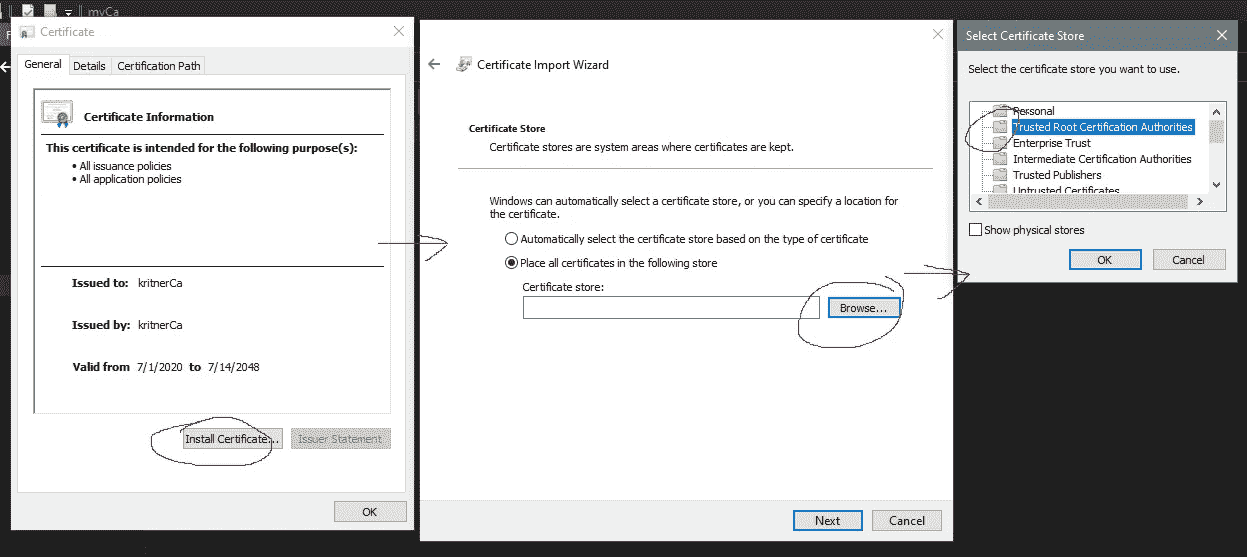 myCa
Certificate
General Details Certification Path
Certificate Information
This certificate is intended for the following purpose(s):
• All issuance policies
• All application policies
Issued to: kritnerCa
Issued by: kritnerCa
Valid from 7/1/2020 to 7/14/2048
Install Certificate...
Issuer Statement
OK
Certificate Import Wizard
Certificate Store
Certificate stores are system areas where certificates are kept.
Windows can automatically select a certificate store, or you can specify a location for
the certificate.
Automatically select the certificate store based on the type of certificate
Place all certificates in the following store
Certificate store:
Browse...
Next
Cancel
Select Certificate Store
Select the certificate store you want to use.
Personal
Trusted Root Certification Authorities
Enterprise Trust
Intermediate Certification Authorities
Trusted Publishers
Untrusted Certificates
Show physical stores
OK
Cancel